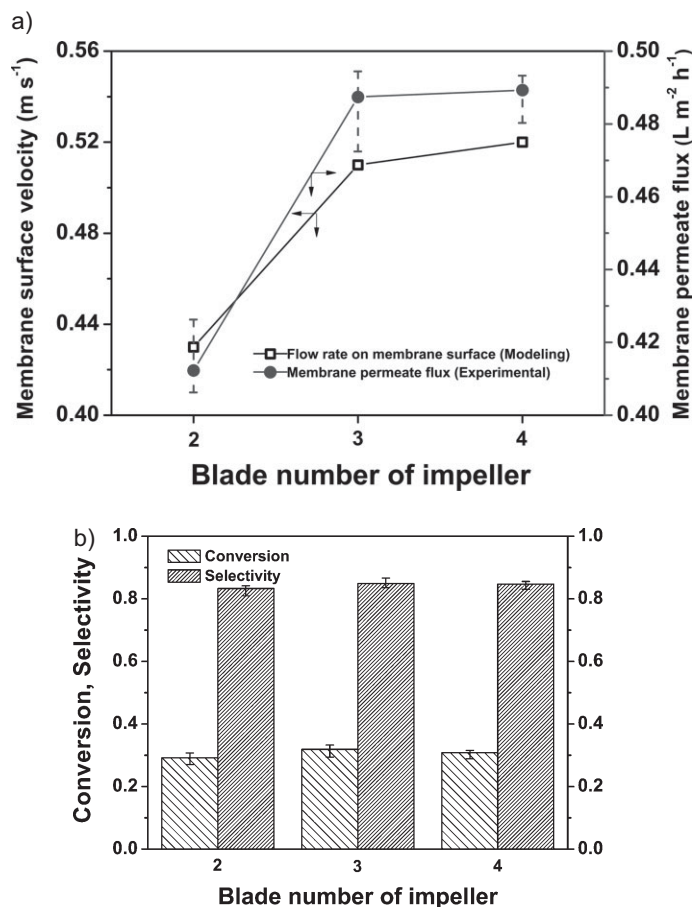 a)
0.56
0.52
0.48
0.44
0.40
Membrane surface velocity (m s⁻¹)
0.50
0.48
0.46
0.44
0.42
0.40
Membrane permeate flux (L m⁻² h⁻¹)
Flow rate on membrane surface (Modeling)
Membrane permeate flux (Experimental)
2 3 4
Blade number of impeller
b)
1.0
0.8
0.6
0.4
0.2
0.0
Conversion, Selectivity
Conversion
Selectivity
1.0
0.8
0.6
0.4
0.2
0.0
2 3 4
Blade number of impeller